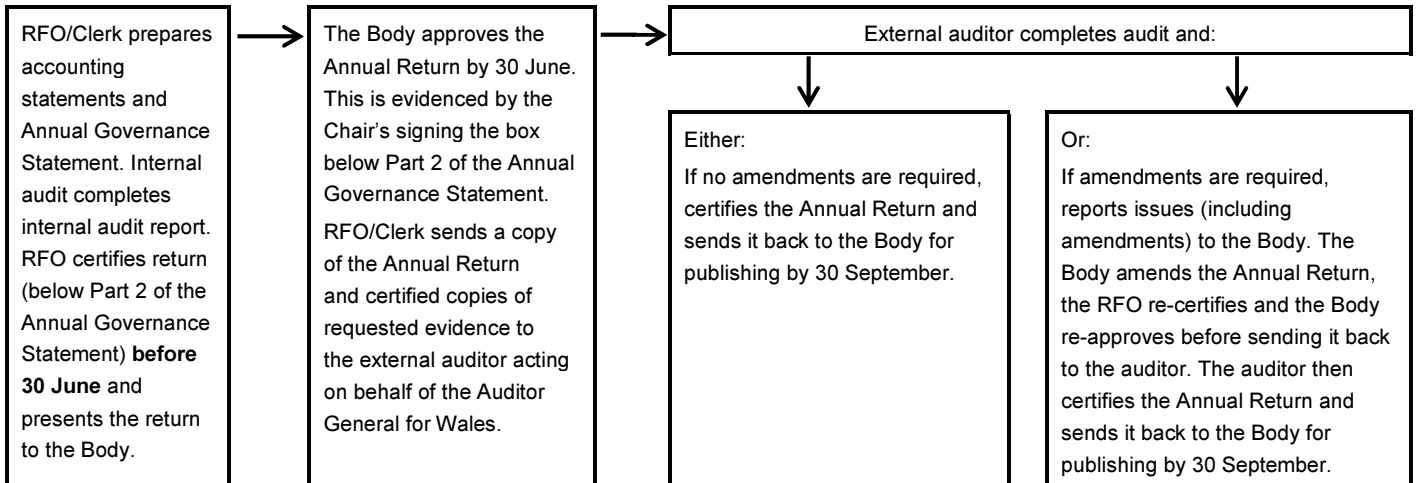 RFO/Clerk prepares
accounting
statements and
Annual Governance
Statement. Internal
audit completes
internal audit report.
RFO certifies return
(below Part 2 of the
Annual Governance
Statement) before
30 June and
presents the return
to the Body.
The Body approves the
Annual Return by 30 June.
This is evidenced by the
Chair’s signing the box
below Part 2 of the Annual
Governance Statement.
RFO/Clerk sends a copy
of the Annual Return
and certified copies of
requested evidence to
the external auditor acting
on behalf of the Auditor
General for Wales.
External auditor completes audit and:
Either:
If no amendments are required,
certifies the Annual Return and
sends it back to the Body for
publishing by 30 September.
Or:
If amendments are required,
reports issues (including
amendments) to the Body. The
Body amends the Annual Return,
the RFO re-certifies and the Body
re-approves before sending it back
to the auditor. The auditor then
certifies the Annual Return and
sends it back to the Body for
publishing by 30 September.